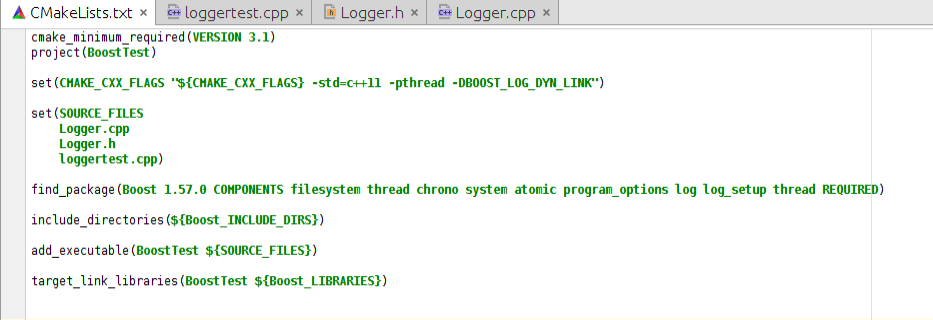 CMakeLists.txt × loggertest.cpp × Logger.h × Logger.cpp ×
cmake_minimum_required(VERSION 3.1)
project(BoostTest)
set(CMAKE_CXX_FLAGS "${CMAKE_CXX_FLAGS} -std=c++11 -pthread -DBOOST_LOG_DYN_LINK")
set(SOURCE_FILES
    Logger.cpp
    Logger.h
    loggertest.cpp)
find_package(Boost 1.57.0 COMPONENTS filesystem thread chrono system atomic program_options log log_setup thread REQUIRED)
include_directories(${Boost_INCLUDE_DIRS})
add_executable(BoostTest ${SOURCE_FILES})
target_link_libraries(BoostTest ${Boost_LIBRARIES})